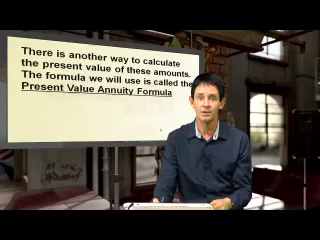 There is another way to calculate
the present value of these amounts.
The formula we will use is called the
Present Value Annuity Formula